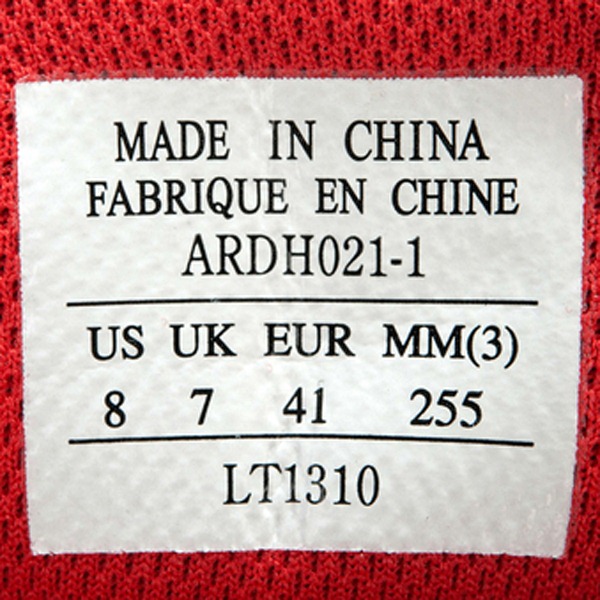 MADE IN CHINA
FABRIQUE EN CHINE
ARDH021-1
US UK EUR MM(3)
8 7 41 255
LT1310